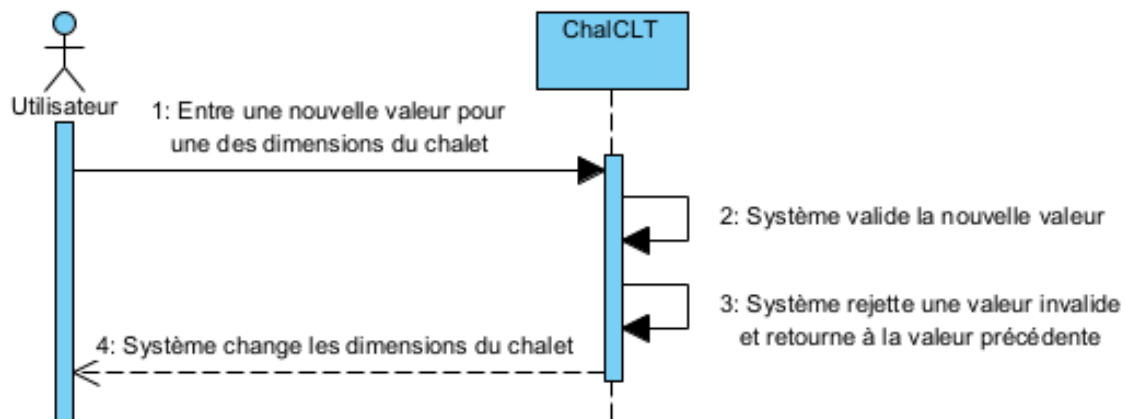 ChalCLT
Utilisateur
1: Entre une nouvelle valeur pour
une des dimensions du chalet
2: Système valide la nouvelle valeur
3: Système rejette une valeur invalide
et retourne à la valeur précédente
4: Système change les dimensions du chalet